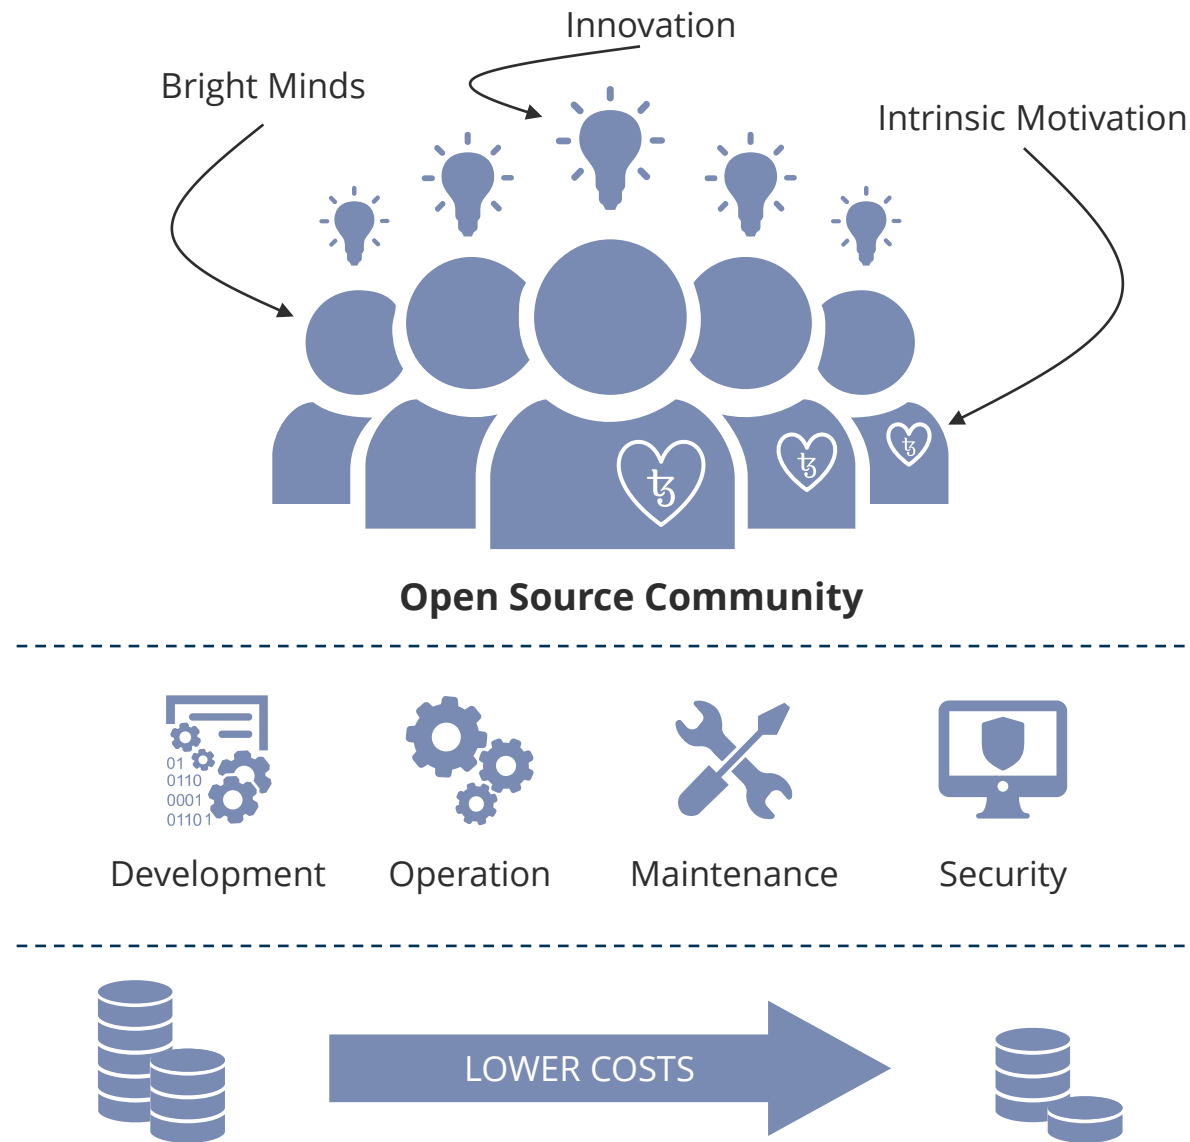 Innovation
Bright Minds
Intrinsic Motivation
ꜩ
ꜩ
ꜩ
Open Source Community
01
0110
0001
01101
Development
Operation
Maintenance
Security
LOWER COSTS